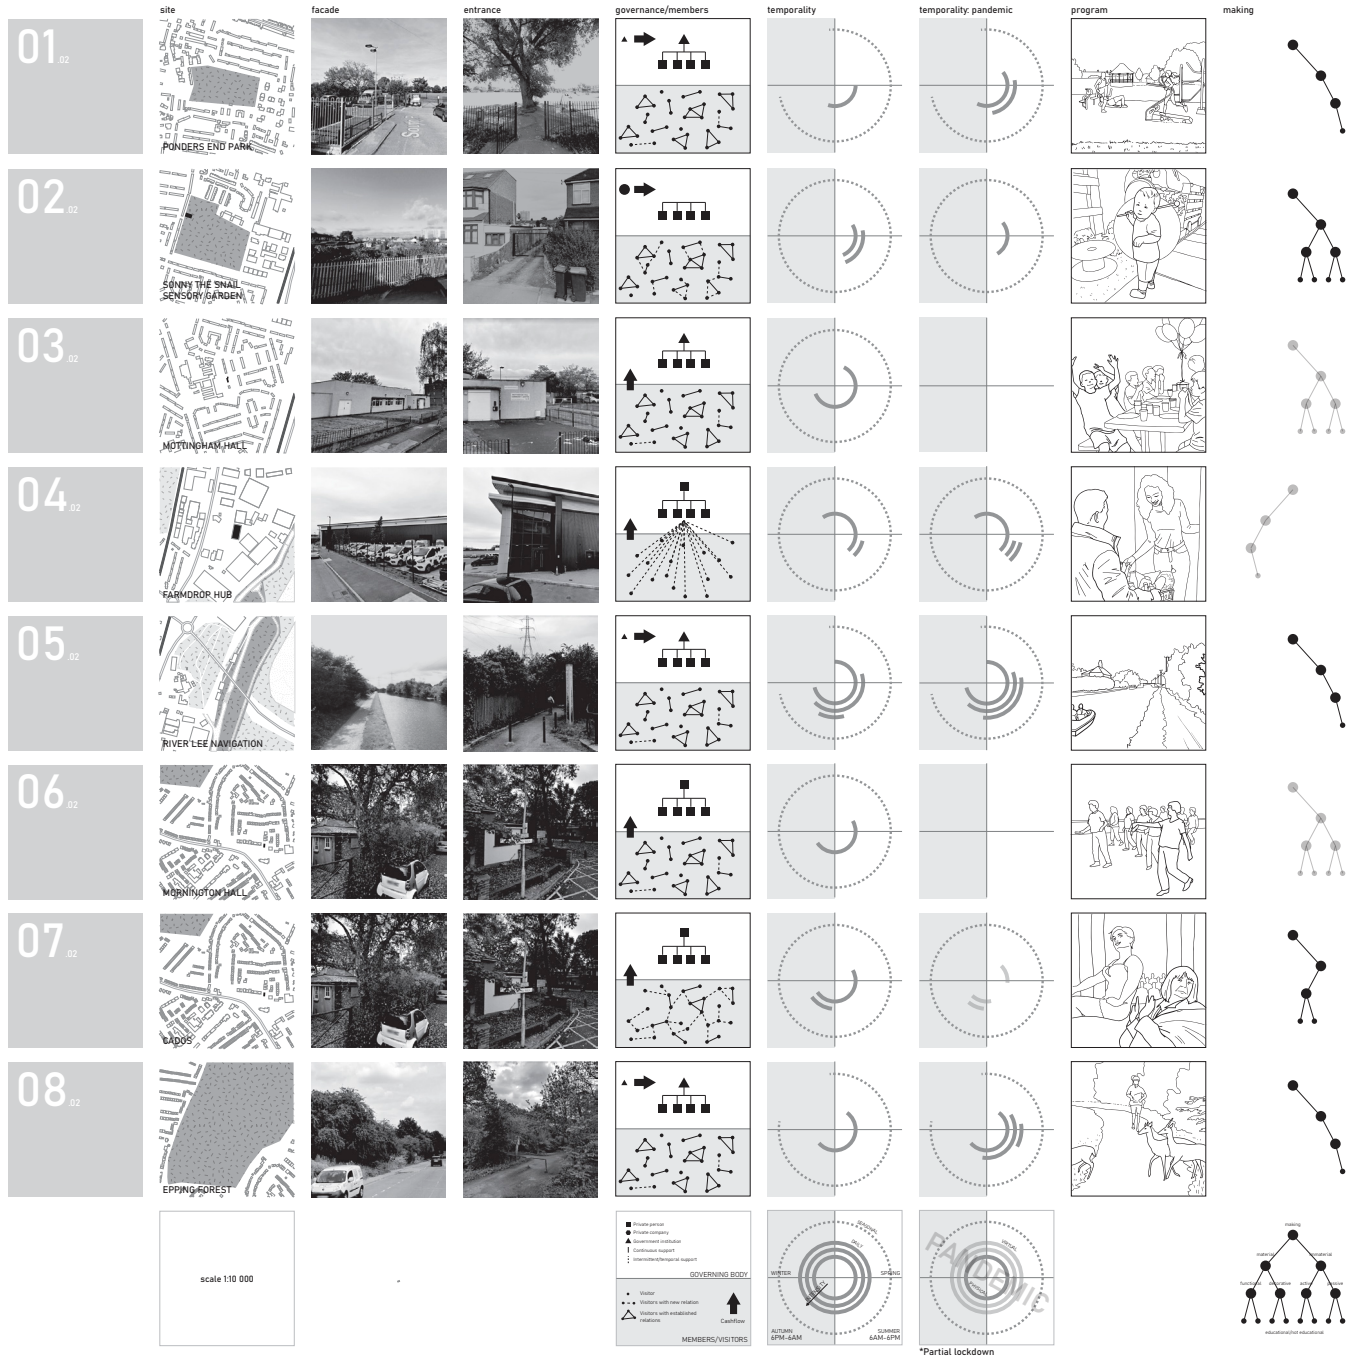 site
facade
entrance
governance/members
temporality
temporality: pandemic
program
making
01.02
PONDERS END PARK
02.02
SONNY THE SNAIL
SENSORY GARDEN
03.02
MOTTINGHAM HALL
04.02
FARMDROP HUB
05.02
RIVER LEE NAVIGATION
06.02
MORNINGTON HALL
07.02
CADOS
08.02
EPPING FOREST
scale 1:10 000
Private person
Private company
Government institution
Continuous support
Intermittent/temporal support
GOVERNING BODY
Visitor
Visitors with new relation
Visitors with established
relations
Cashflow
MEMBERS/VISITORS
SEASONAL
DAILY
WINTER
SPRING
AUTUMN
6PM-6AM
SUMMER
6AM-6PM
PANDEMIC
VIRTUAL
PHYSICAL
*Partial lockdown
making
material
immaterial
functional
decorative
active
passive
educational/not educational